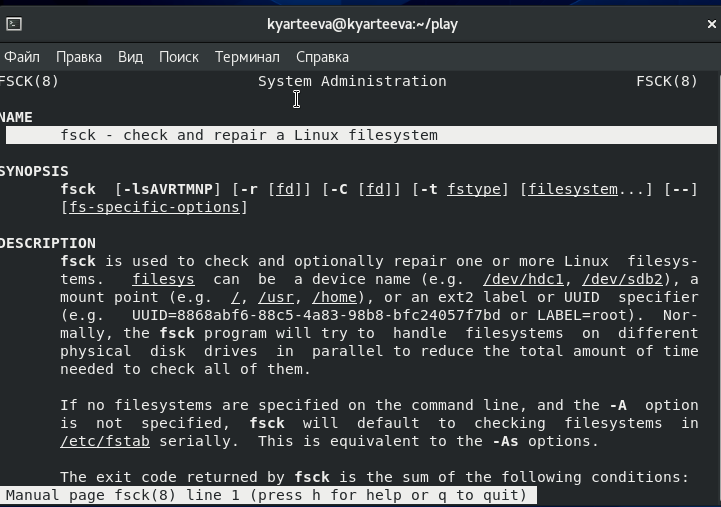 kyarteeva@kyarteeva:~/play
Файл Правка Вид Поиск Терминал Справка
FSCK(8) System Administration FSCK(8)
NAME
fsck - check and repair a Linux filesystem
SYNOPSIS
fsck [-lsAVRTMNP] [-r [fd]] [-C [fd]] [-t fstype] [filesystem...] [--]
[fs-specific-options]
DESCRIPTION
fsck is used to check and optionally repair one or more Linux filesys-
tems. filesys can be a device name (e.g. /dev/hdc1, /dev/sdb2), a
mount point (e.g. /, /usr, /home), or an ext2 label or UUID specifier
(e.g. UUID=8868abf6-88c5-4a83-98b8-bfc24057f7bd or LABEL=root). Nor-
mally, the fsck program will try to handle filesystems on different
physical disk drives in parallel to reduce the total amount of time
needed to check all of them.
If no filesystems are specified on the command line, and the -A option
is not specified, fsck will default to checking filesystems in
/etc/fstab serially. This is equivalent to the -As options.
The exit code returned by fsck is the sum of the following conditions:
Manual page fsck(8) line 1 (press h for help or q to quit)